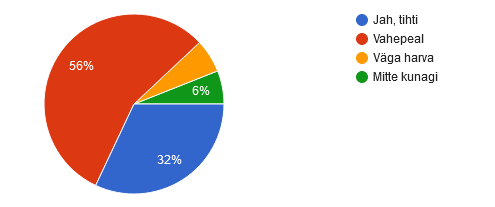 Jah, tihti
Vahepeal
Väga harva
Mitte kunagi
56%
6%
32%